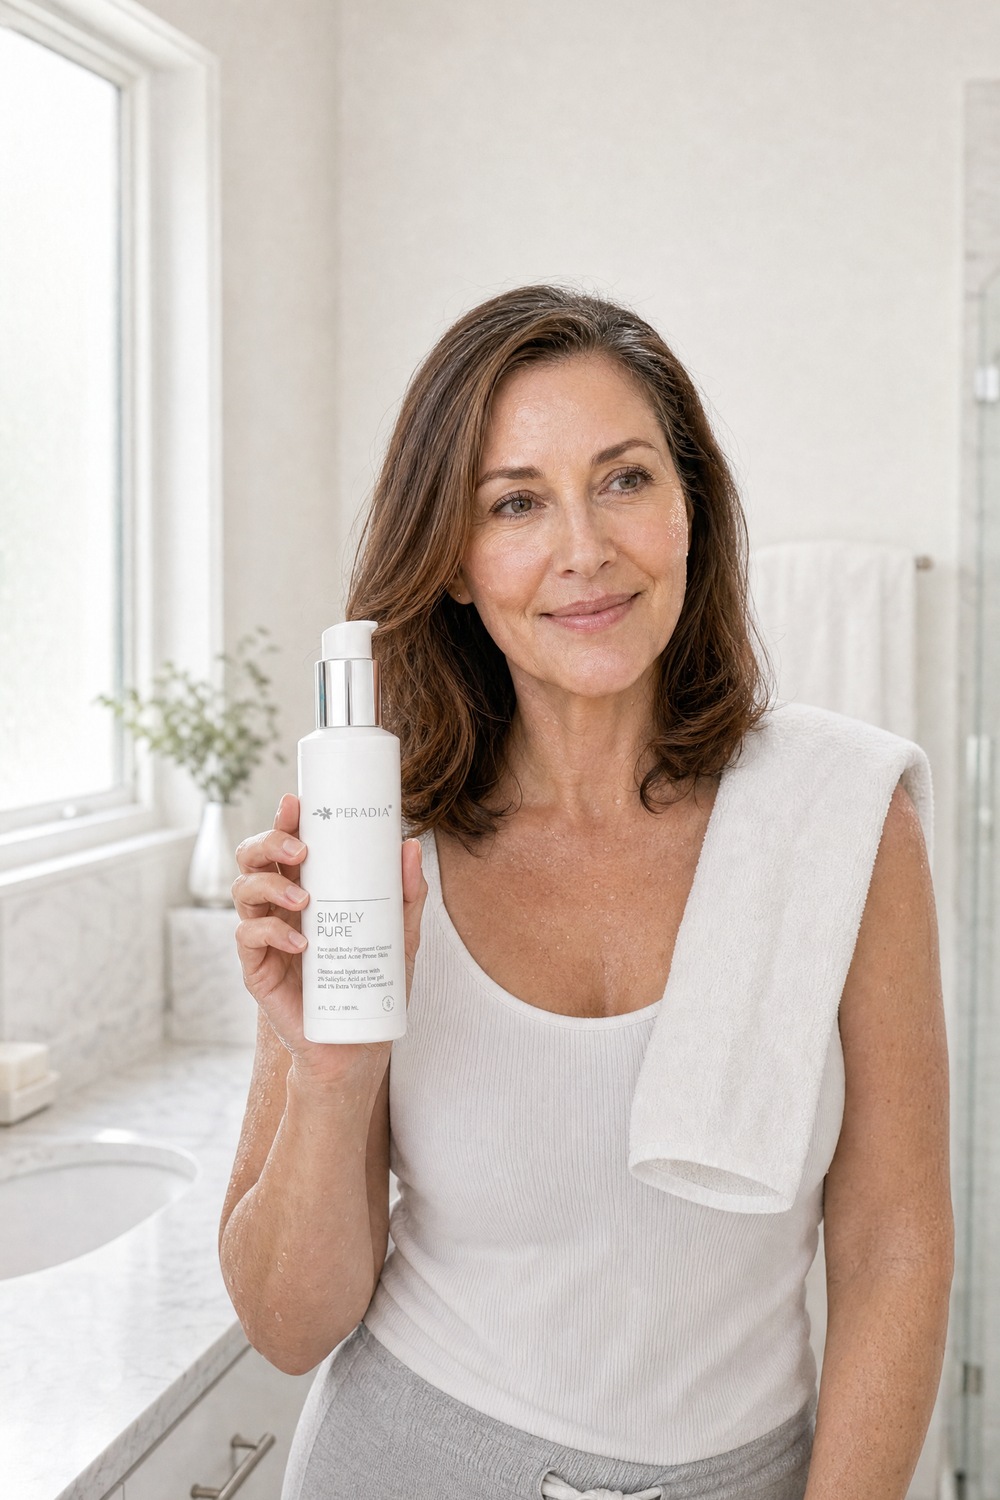 PERADIA®
SIMPLY
PURE
Face and Body Pigment Control
for Oily, and Acne Prone Skin
Cleans and hydrates with
2% Salicylic Acid at low pH
and 1% Extra Virgin Coconut Oil
6 FL. OZ. / 180 ML.